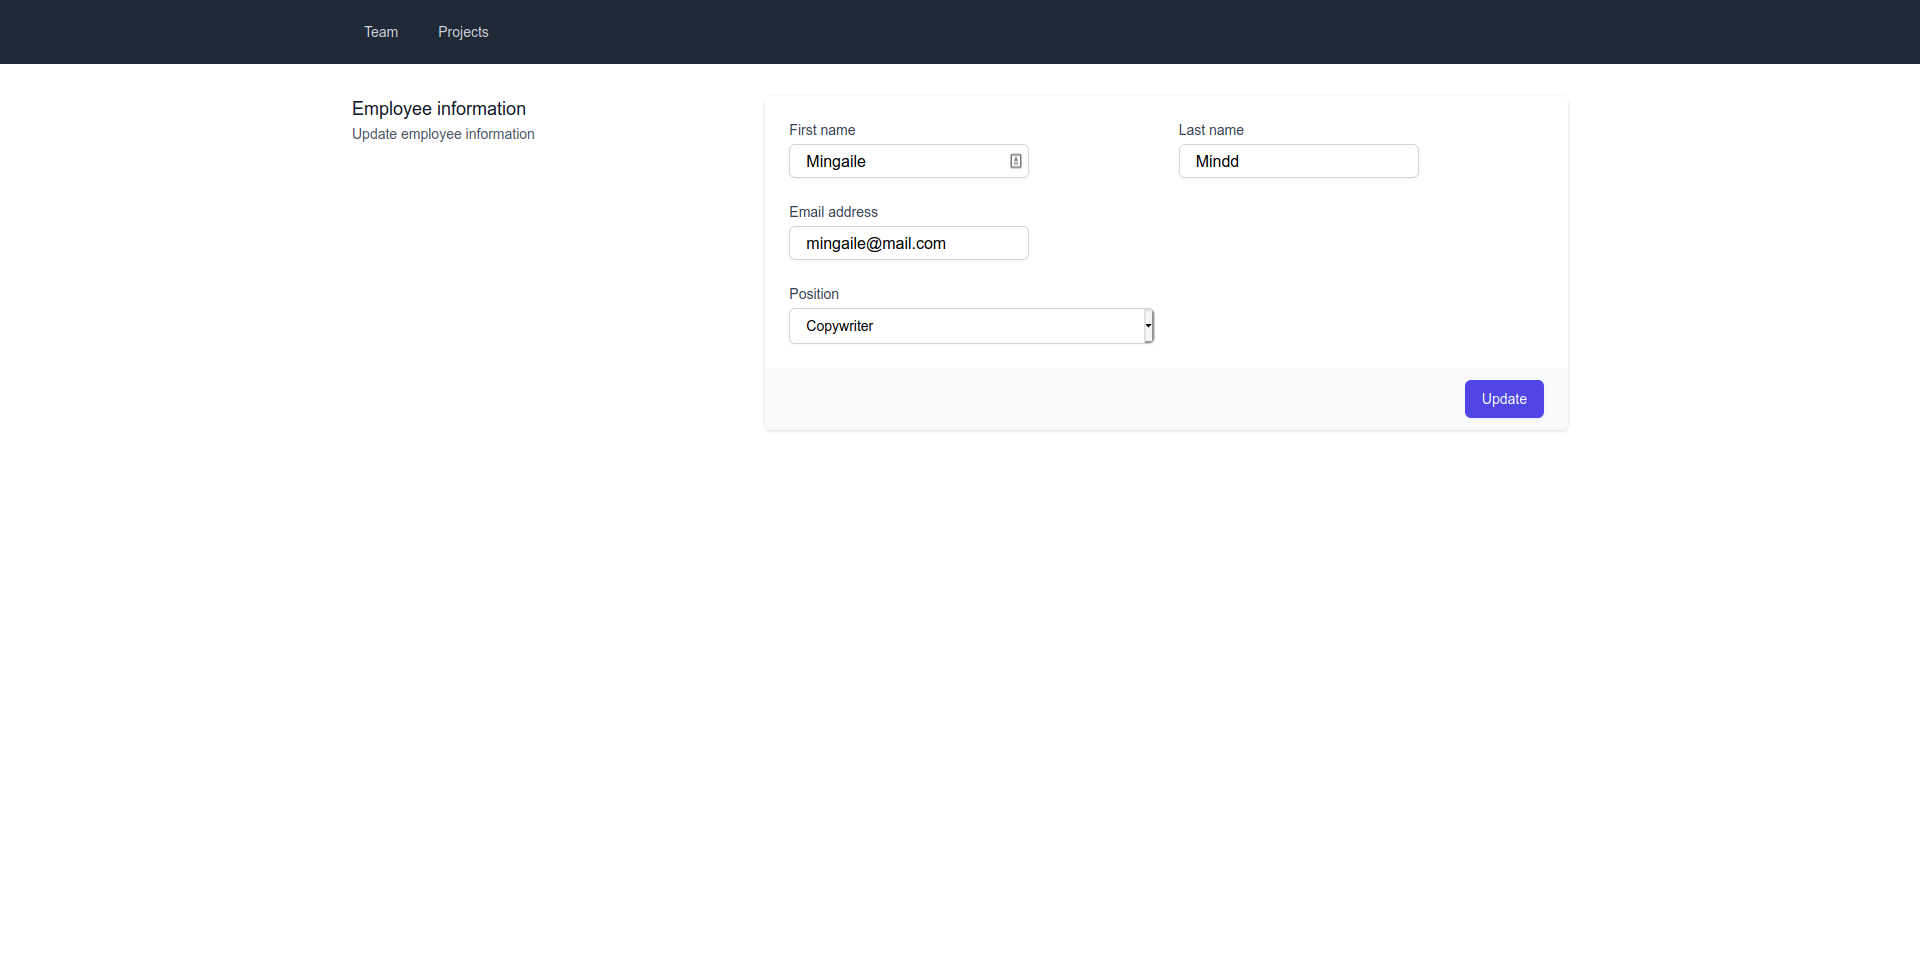 Team Projects
Employee information
Update employee information
First name Last name
Mingaile Mindd
Email address
mingaile@mail.com
Position
Copywriter
Update